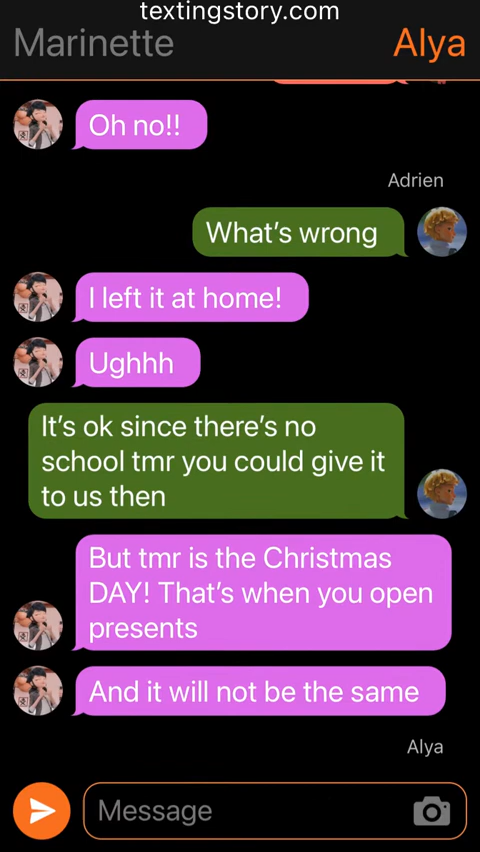 textingstory.com
Marinette
Alya
Oh no!!
Adrien
What's wrong
I left it at home!
Ughhh
It's ok since there's no
school tmr you could give it
to us then
But tmr is the Christmas
DAY! That's when you open
presents
And it will not be the same
Alya
Message